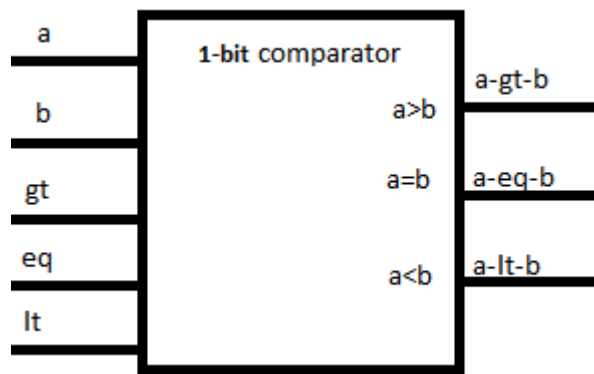 a
b
gt
eq
lt
1-bit comparator
a>b
a=b
a<b
a-gt-b
a-eq-b
a-lt-b